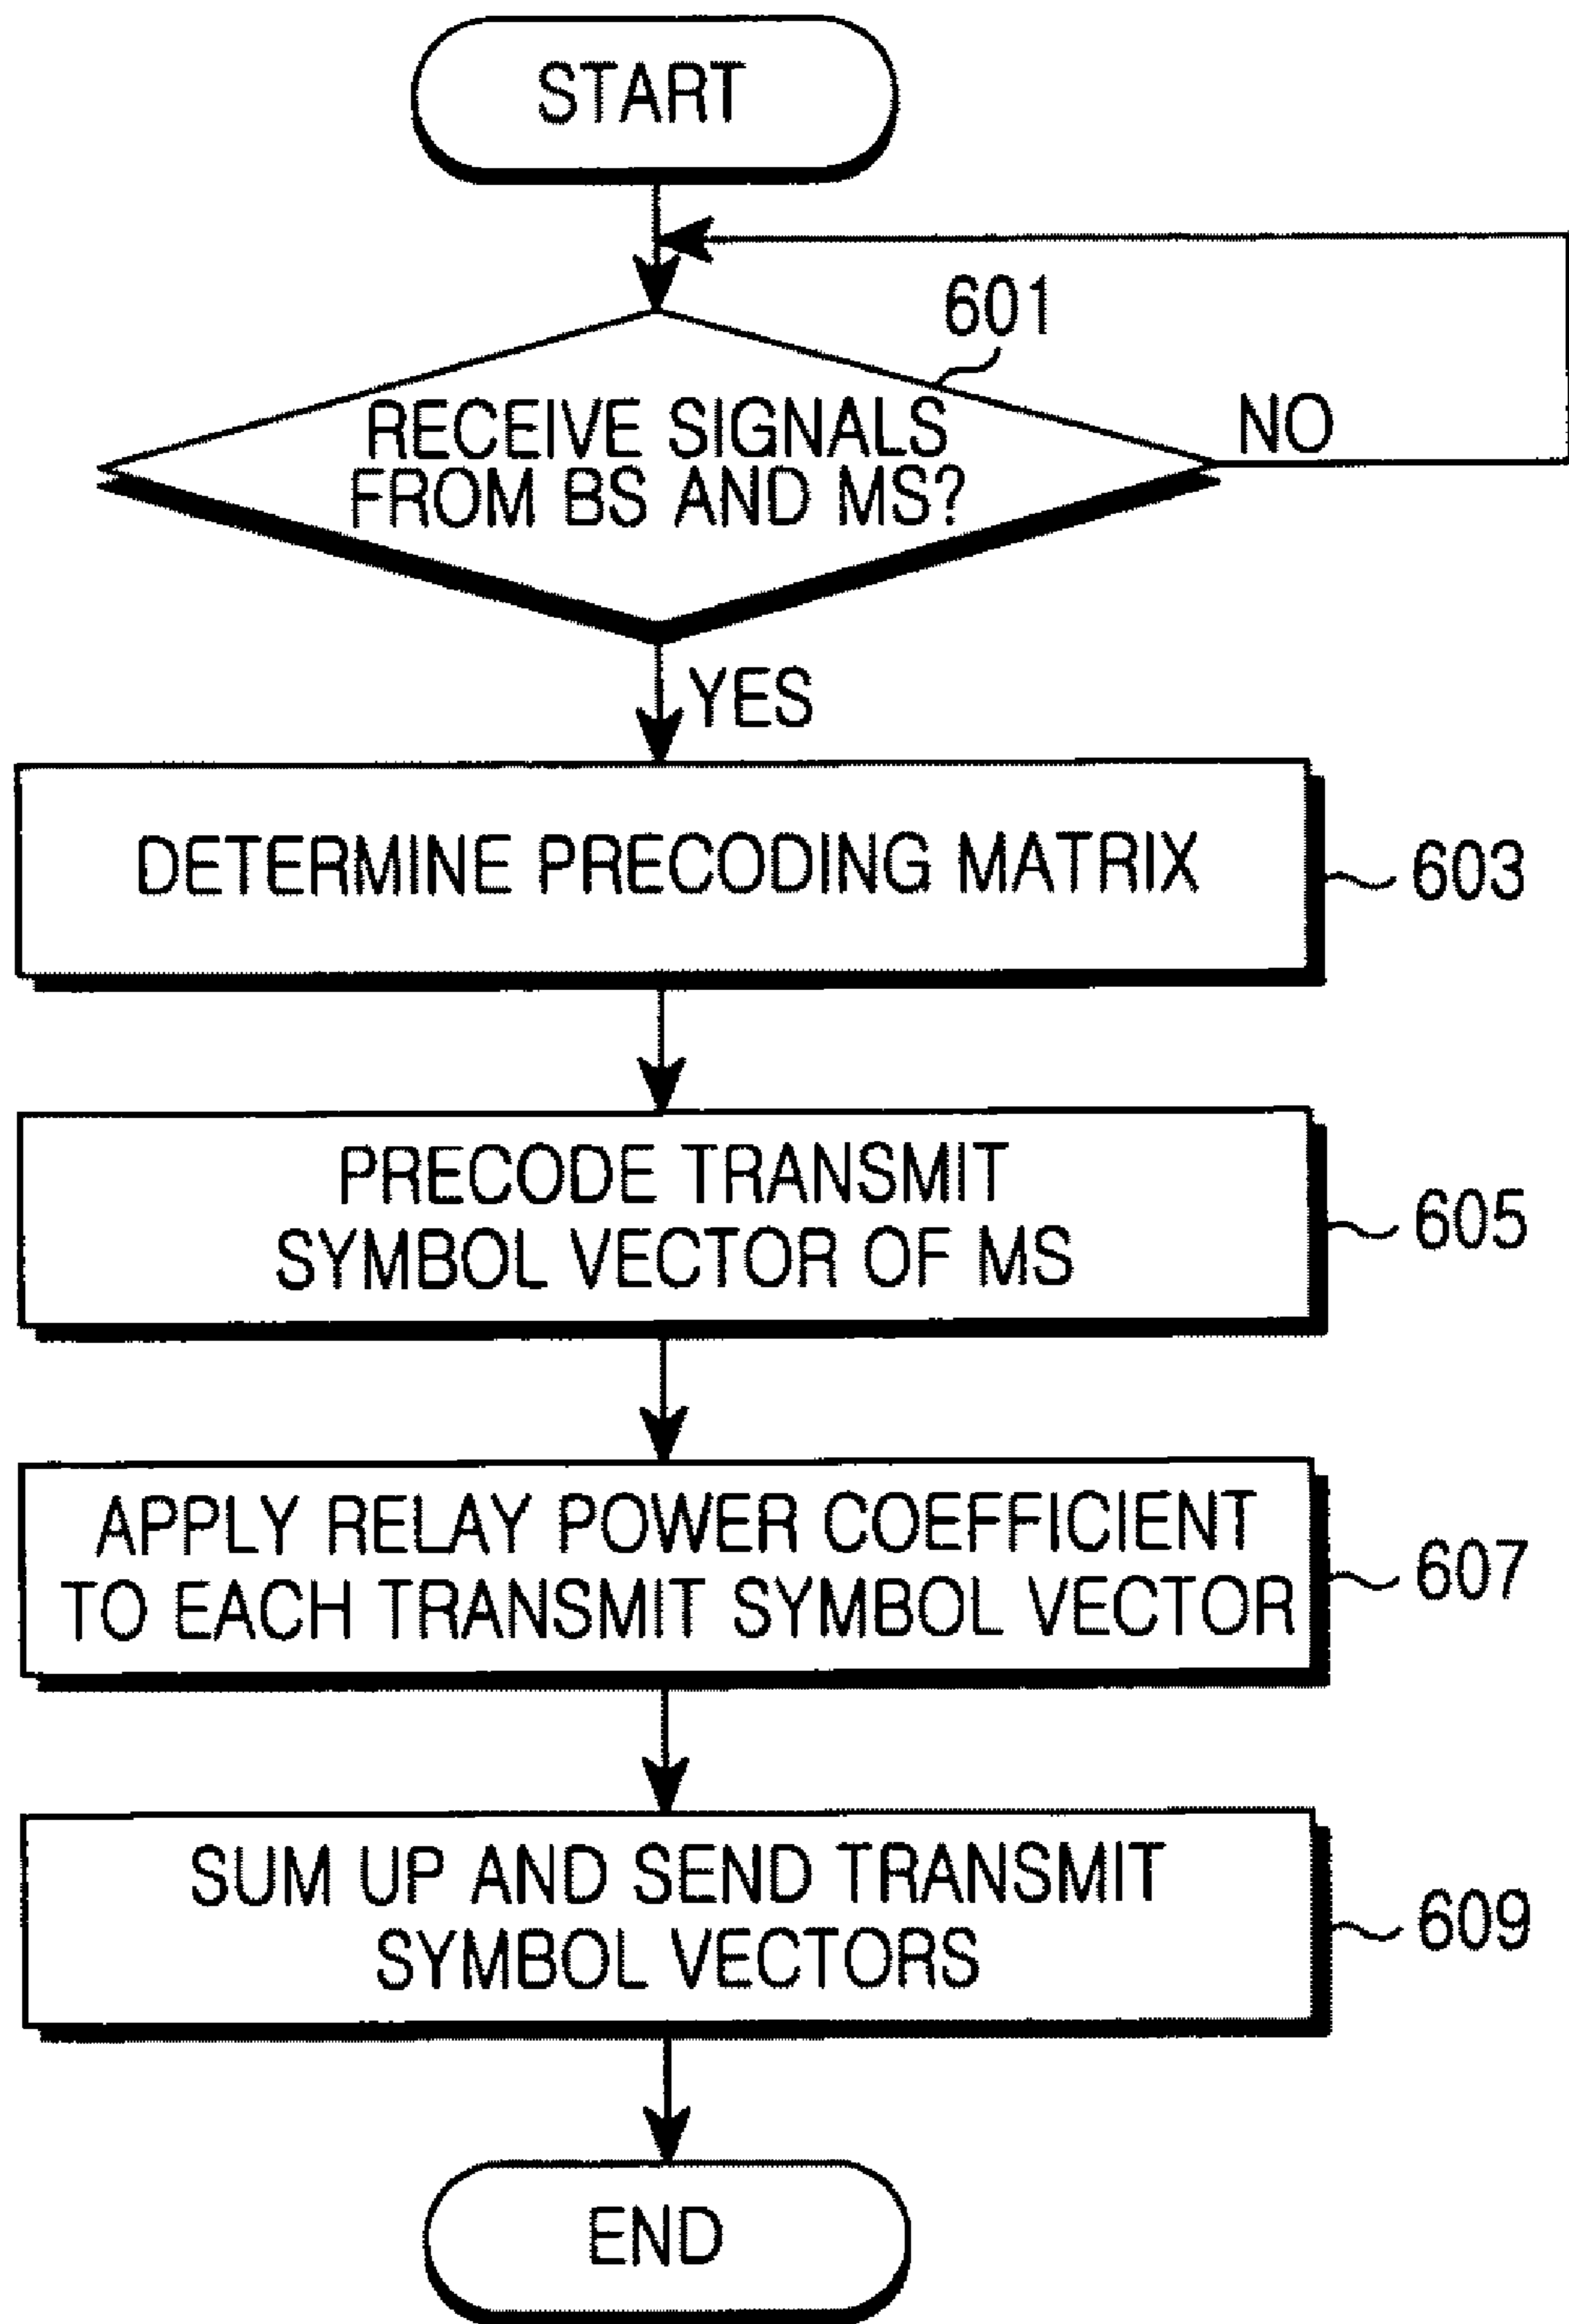 START
601
RECEIVE SIGNALS
FROM BS AND MS?
NO
YES
DETERMINE PRECODING MATRIX
603
PRECODE TRANSMIT
SYMBOL VECTOR OF MS
605
APPLY RELAY POWER COEFFICIENT
TO EACH TRANSMIT SYMBOL VECTOR
607
SUM UP AND SEND TRANSMIT
SYMBOL VECTORS
609
END